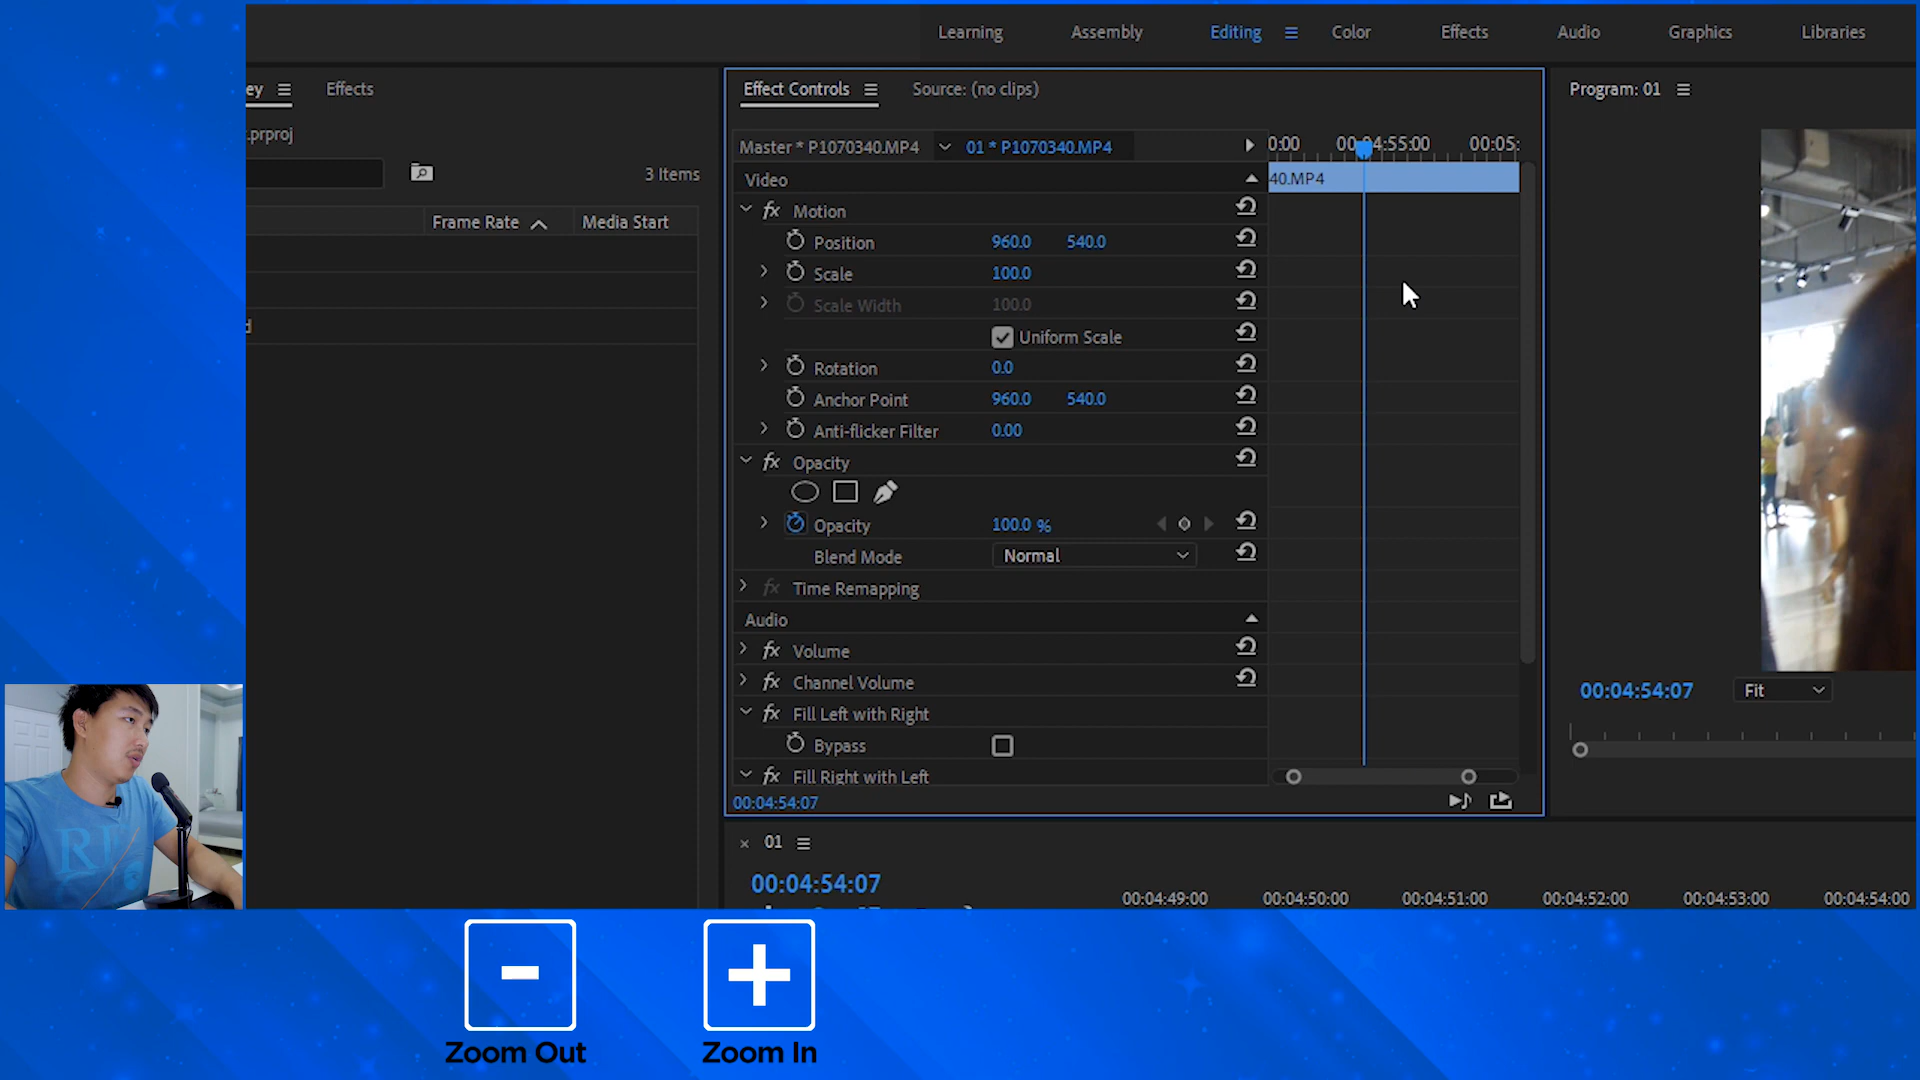 Learning Assembly Editing Color Effects Audio Graphics Libraries
ey Effects
.prproj
3 Items
Frame Rate Media Start
d
Effect Controls Source: (no clips)
Master * P1070340.MP4 01 * P1070340.MP4
0:00 00:04:55:00 00:05:
40.MP4
Video
fx Motion
Position 960.0 540.0
Scale 100.0
Scale Width 100.0
Uniform Scale
Rotation 0.0
Anchor Point 960.0 540.0
Anti-flicker Filter 0.00
fx Opacity
Opacity 100.0 %
Blend Mode Normal
fx Time Remapping
Audio
fx Volume
fx Channel Volume
fx Fill Left with Right
Bypass
fx Fill Right with Left
00:04:54:07
Program: 01
00:04:54:07 Fit
× 01
00:04:54:07
00:04:49:00 00:04:50:00 00:04:51:00 00:04:52:00 00:04:53:00 00:04:54:00
Zoom Out Zoom In